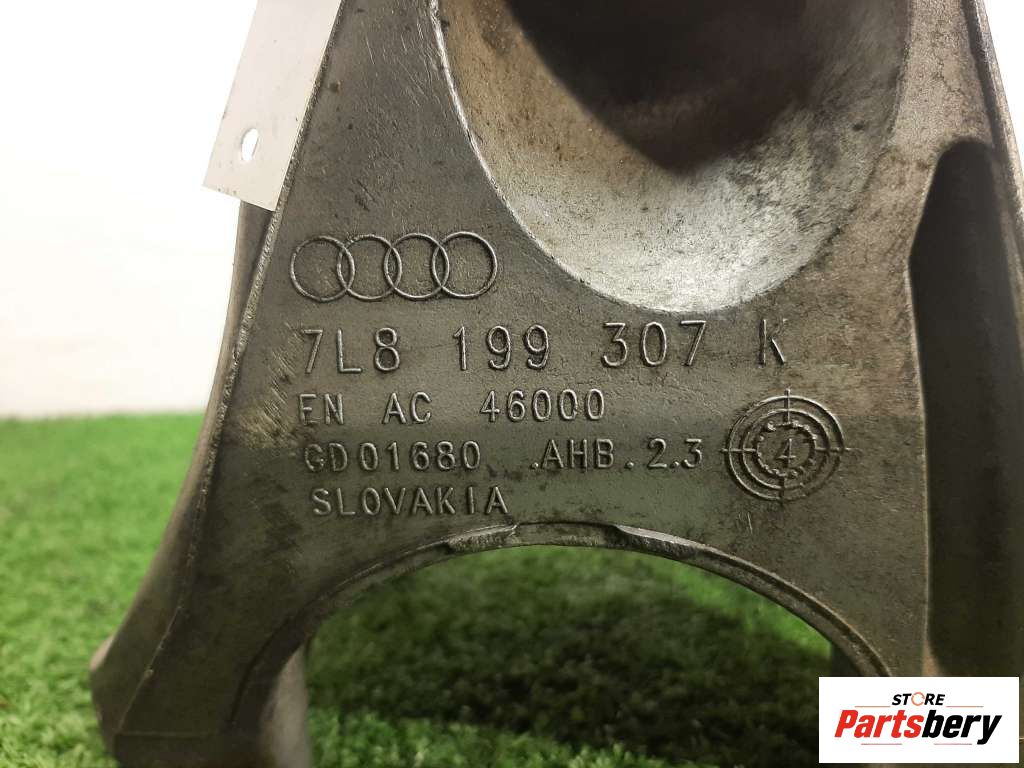 7L8 199 307 K
EN AC 46000
GD01680 .AHB.2.3
4
SLOVAKIA
STORE
Partsbery